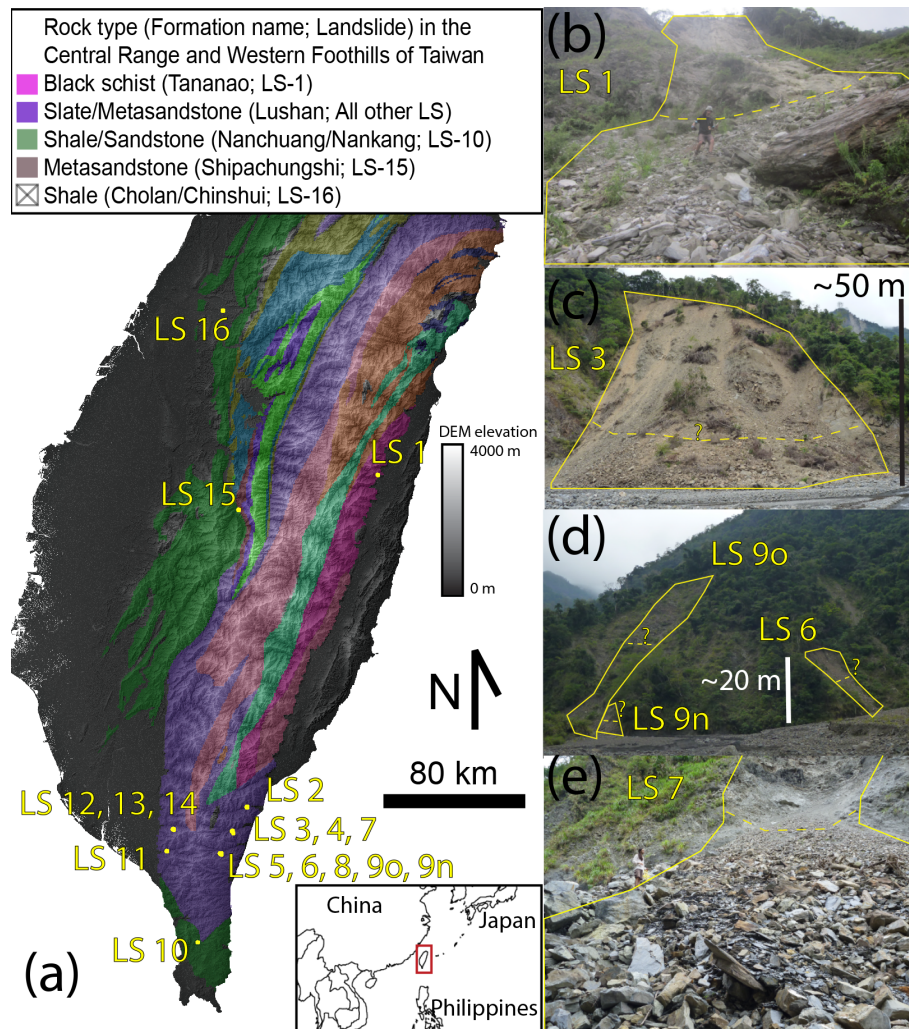 Rock type (Formation name; Landslide) in the
Central Range and Western Foothills of Taiwan
Black schist (Tananao; LS-1)
Slate/Metasandstone (Lushan; All other LS)
Shale/Sandstone (Nanchuang/Nankang; LS-10)
Metasandstone (Shipachungshi; LS-15)
Shale (Cholan/Chinshui; LS-16)
LS 16
DEM elevation
4000 m
LS 1
LS 15
0 m
N
80 km
LS 2
LS 12, 13, 14
LS 3, 4, 7
LS 11
LS 5, 6, 8, 9o, 9n
LS 10
(a)
China
Japan
Philippines
(b)
LS 1
(c)
~50 m
LS 3
?
(d)
LS 9o
LS 6
?
?
~20 m
?
LS 9n
(e)
LS 7